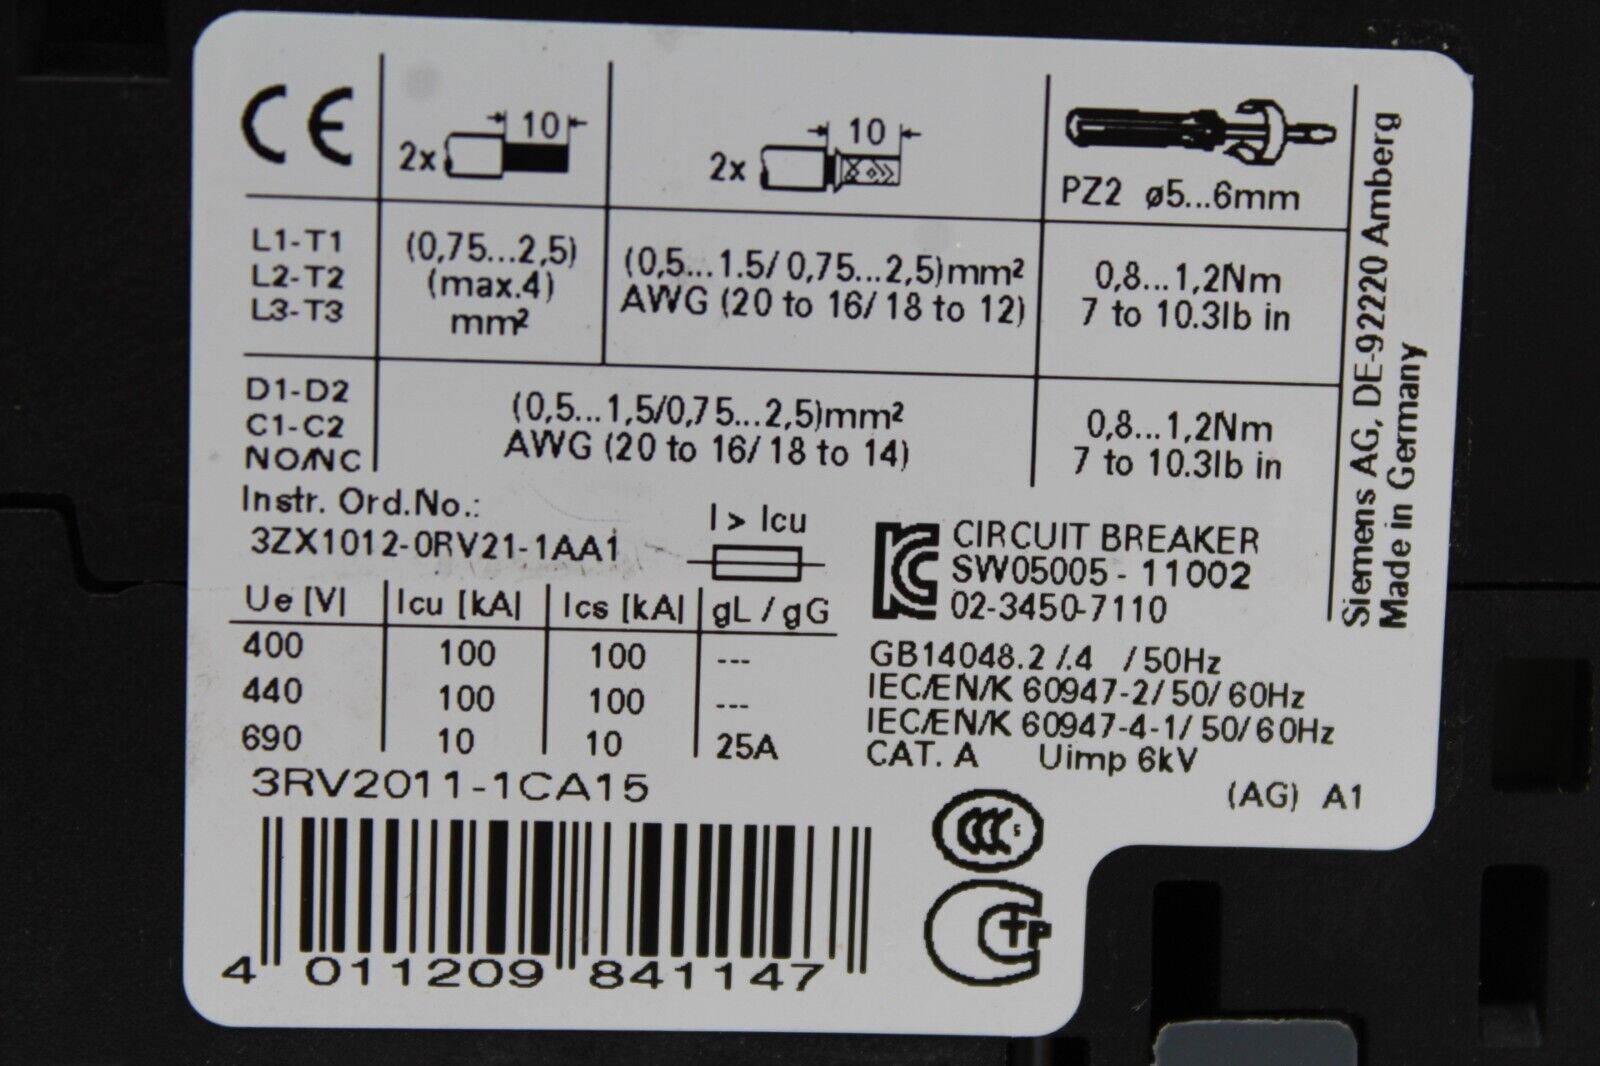 CE
2x 10
2x 10
PZ2 ø5...6mm
L1-T1
L2-T2
L3-T3
(0,75...2,5)
(max.4)
mm²
(0,5...1.5/ 0,75...2,5)mm²
AWG (20 to 16/ 18 to 12)
0,8...1,2Nm
7 to 10.3lb in
D1-D2
C1-C2
NO/NC
(0,5...1,5/0,75...2,5)mm²
AWG (20 to 16/ 18 to 14)
0,8...1,2Nm
7 to 10.3lb in
Siemens AG, DE-92220 Amberg
Made in Germany
Instr. Ord.No.:
3ZX1012-0RV21-1AA1
I > Icu
Ue [V] Icu [kA] Ics [kA] gL / gG
400 100 100 ---
440 100 100 ---
690 10 10 25A
3RV2011-1CA15
4 011209 841147
KC
CIRCUIT BREAKER
SW05005 - 11002
02-3450-7110
GB14048.2 /.4 / 50Hz
IEC/EN/K 60947-2/ 50/ 60Hz
IEC/EN/K 60947-4-1/ 50/ 60Hz
CAT. A Uimp 6kV
(AG) A1
CCC S
CTP